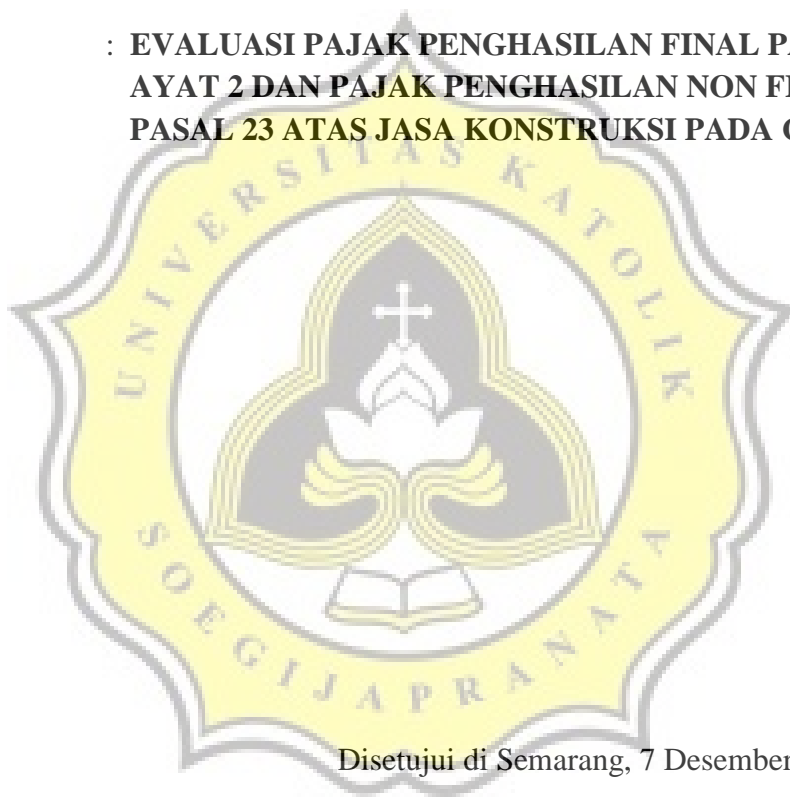 : EVALUASI PAJAK PENGHASILAN FINAL
AYAT 2 DAN PAJAK PENGHASILAN NON
PASAL 23 ATAS JASA KONSTRUKSI PADA
UNIVERSITAS KATOLIK
SOEGIJAPRANATA
Disetujui di Semarang, 7 Desember